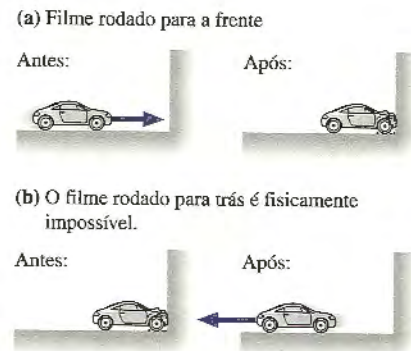 (a) Filme rodado para a frente
Antes: Após:
(b) O filme rodado para trás é fisicamente
impossível.
Antes: Após: